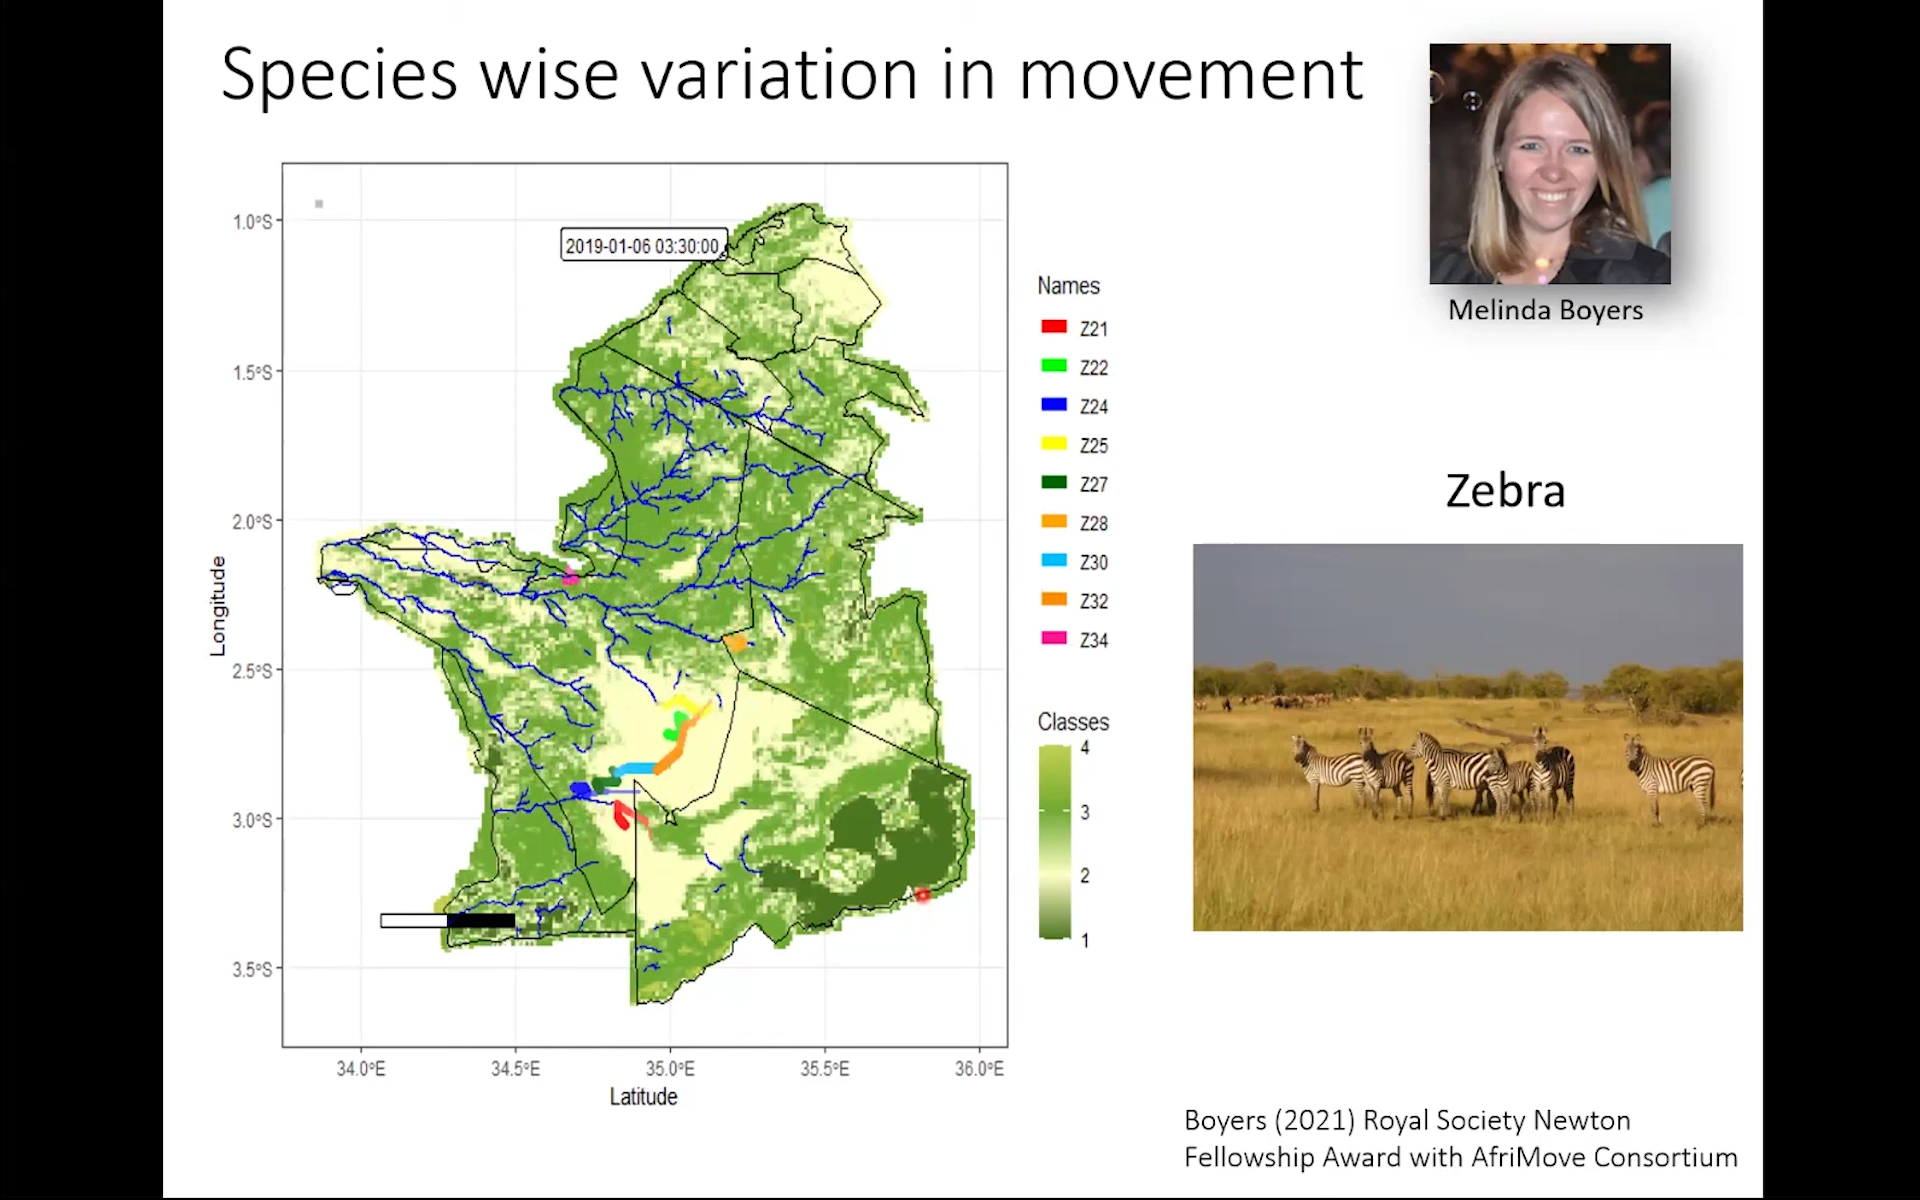 Species wise variation in movement
Melinda Boyers
2019-01-06 03:30:00
1.0°S
1.5°S
2.0°S
2.5°S
3.0°S
3.5°S
Longitude
34.0°E
34.5°E
35.0°E
35.5°E
36.0°E
Latitude
Names
Z21
Z22
Z24
Z25
Z27
Z28
Z30
Z32
Z34
Classes
4
3
2
1
Zebra
Boyers (2021) Royal Society Newton
Fellowship Award with AfriMove Consortium